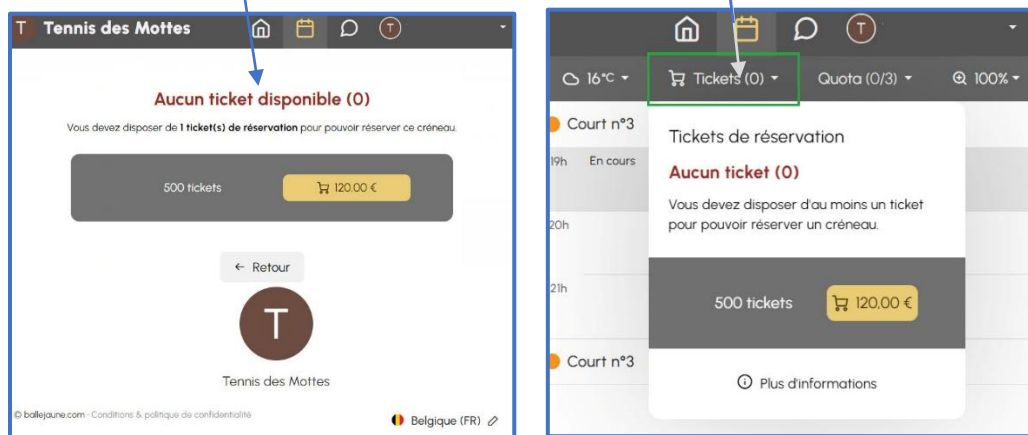 T Tennis des Mottes T
Aucun ticket disponible (0)
Vous devez disposer de 1 ticket(s) de réservation pour pouvoir réserver ce créneau.
500 tickets 120,00 €
← Retour
T
Tennis des Mottes
© ballejaune.com - Conditions & politique de confidentialité
Belgique (FR)
T
16°C Tickets (0) Quota (0/3) 100%
Court n°3
19h En cours
20h
21h
Court n°3
Tickets de réservation
Aucun ticket (0)
Vous devez disposer d'au moins un ticket
pour pouvoir réserver un créneau.
500 tickets 120,00 €
Plus d'informations